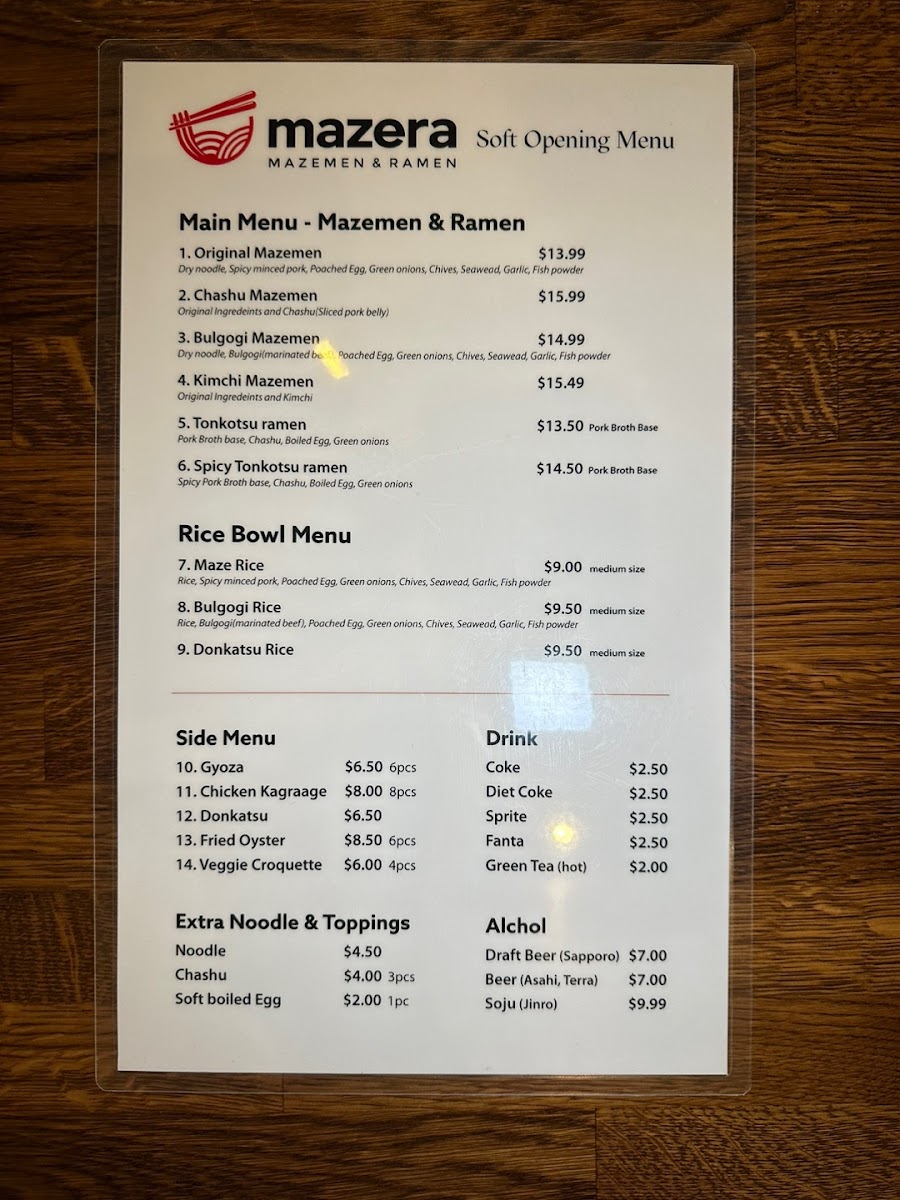 mazera
MAZEMEN & RAMEN
Soft Opening Menu
Main Menu - Mazemen & Ramen
1. Original Mazemen $13.99
Dry noodle, Spicy minced pork, Poached Egg, Green onions, Chives, Seawead, Garlic, Fish powder
2. Chashu Mazemen $15.99
Original Ingredeints and Chashu(Sliced pork belly)
3. Bulgogi Mazemen $14.99
Dry noodle, Bulgogi(marinated beef), Poached Egg, Green onions, Chives, Seawead, Garlic, Fish powder
4. Kimchi Mazemen $15.49
Original Ingredeints and Kimchi
5. Tonkotsu ramen $13.50 Pork Broth Base
Pork Broth base, Chashu, Boiled Egg, Green onions
6. Spicy Tonkotsu ramen $14.50 Pork Broth Base
Spicy Pork Broth base, Chashu, Boiled Egg, Green onions
Rice Bowl Menu
7. Maze Rice $9.00 medium size
Rice, Spicy minced pork, Poached Egg, Green onions, Chives, Seawead, Garlic, Fish powder
8. Bulgogi Rice $9.50 medium size
Rice, Bulgogi(marinated beef), Poached Egg, Green onions, Chives, Seawead, Garlic, Fish powder
9. Donkatsu Rice $9.50 medium size
Side Menu
10. Gyoza $6.50 6pcs
11. Chicken Kagraage $8.00 8pcs
12. Donkatsu $6.50
13. Fried Oyster $8.50 6pcs
14. Veggie Croquette $6.00 4pcs
Extra Noodle & Toppings
Noodle $4.50
Chashu $4.00 3pcs
Soft boiled Egg $2.00 1pc
Drink
Coke $2.50
Diet Coke $2.50
Sprite $2.50
Fanta $2.50
Green Tea (hot) $2.00
Alchol
Draft Beer (Sapporo) $7.00
Beer (Asahi, Terra) $7.00
Soju (Jinro) $9.99